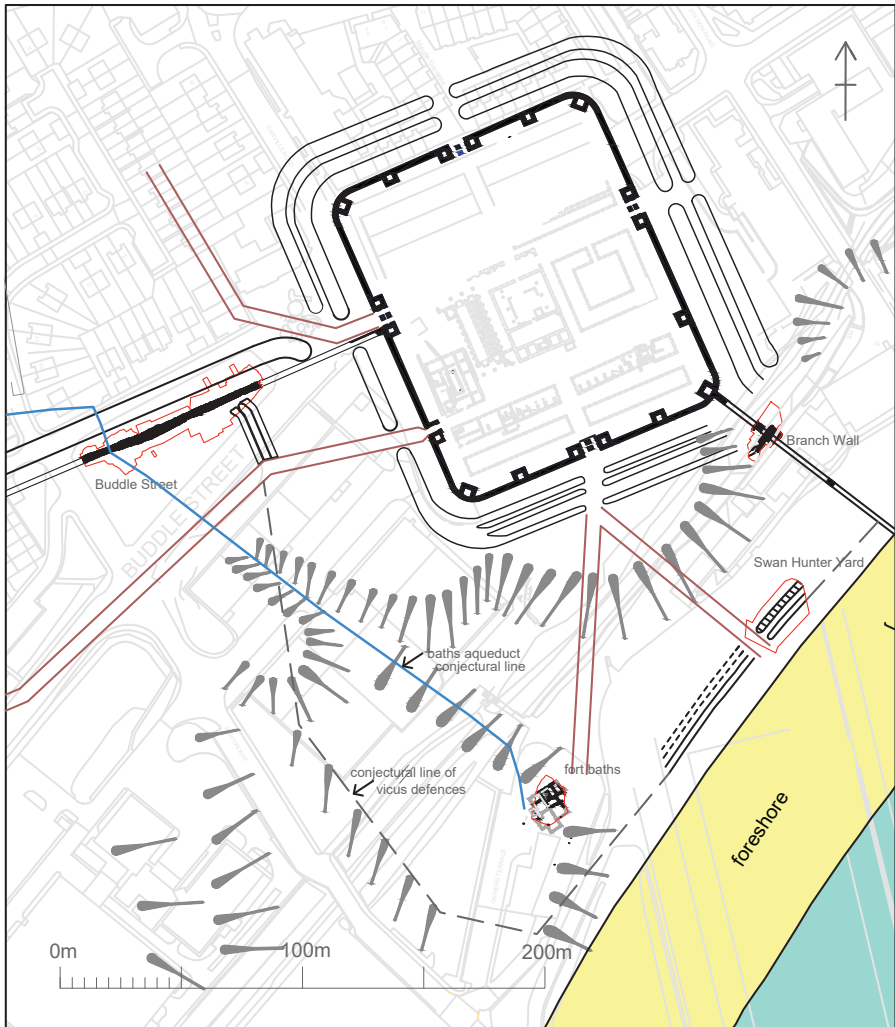 Branch Wall
Buddle Street
BUDDLE STREET
Swan Hunter Yard
baths aqueduct
conjectural line
fort baths
conjectural line of
vicus defences
foreshore
0m
100m
200m